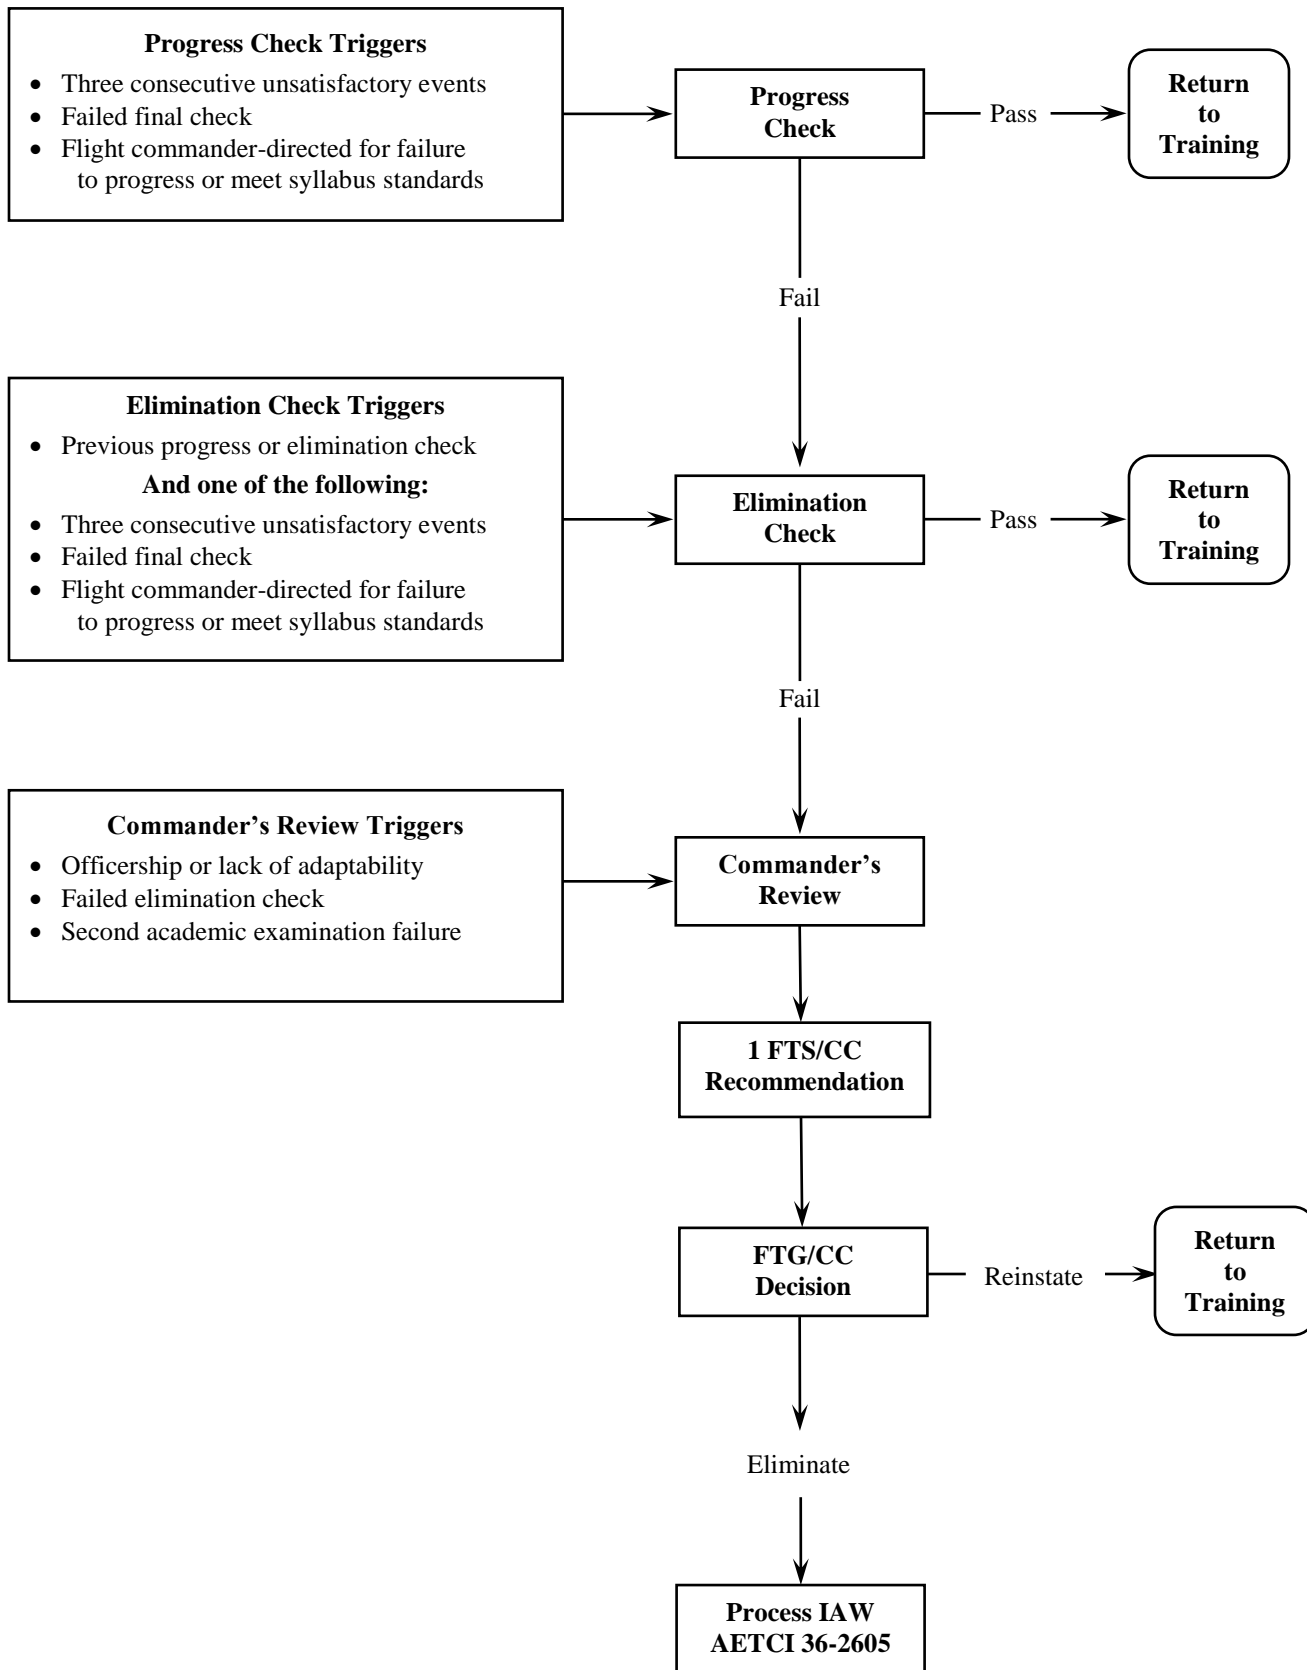 Progress Check Triggers
• Three consecutive unsatisfactory events
• Failed final check
• Flight commander-directed for failure
to progress or meet syllabus standards
Progress
Check
Pass
Return
to
Training
Fail
Elimination Check Triggers
• Previous progress or elimination check
And one of the following:
• Three consecutive unsatisfactory events
• Failed final check
• Flight commander-directed for failure
to progress or meet syllabus standards
Elimination
Check
Pass
Return
to
Training
Fail
Commander’s Review Triggers
• Officership or lack of adaptability
• Failed elimination check
• Second academic examination failure
Commander’s
Review
1 FTS/CC
Recommendation
FTG/CC
Decision
Reinstate
Return
to
Training
Eliminate
Process IAW
AETCI 36-2605